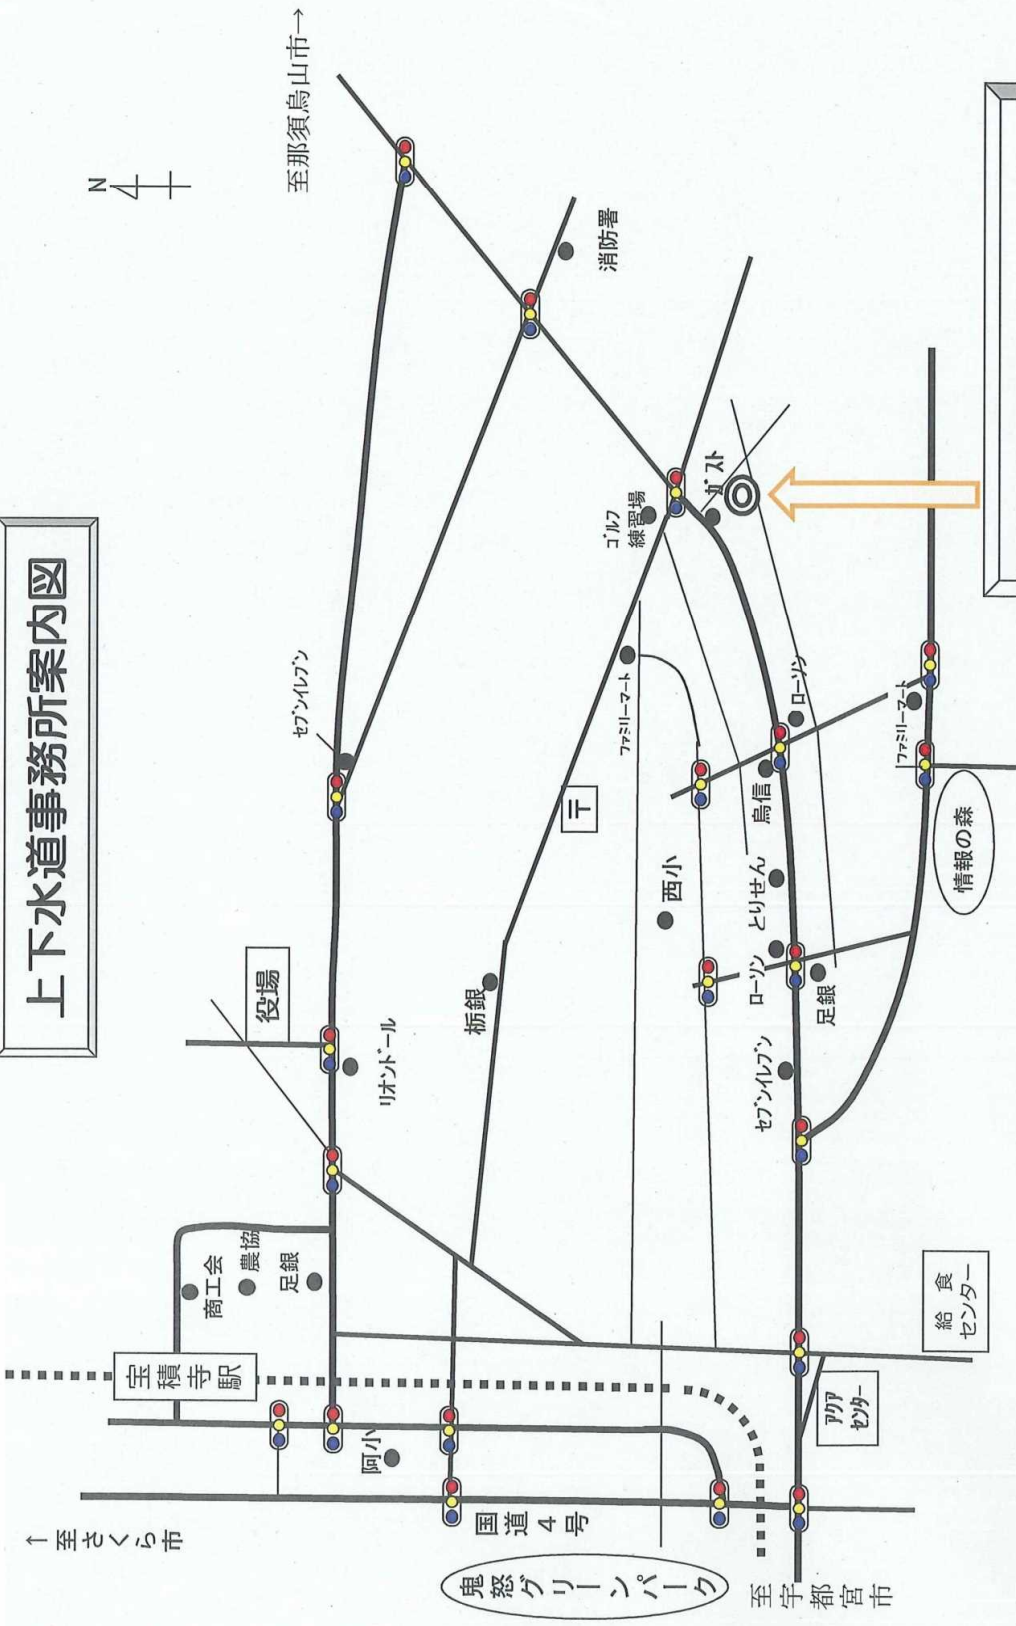 上下水道事務所案内図
N
↑至さくら市
宝積寺駅
商工会
農協
足銀
役場
セブンイレブン
至那須烏山市→
阿小
リオンドール
国道4号
栃銀
鬼怒グリーンパーク
〒
ファミリーマート
ゴルフ
練習場
消防署
西小
ガスト
烏信
とりせん
ローソン
セブンイレブン
足銀
ローソン
至宇都宮市
アクア
センター
給食
センター
ファミリーマート
情報の森